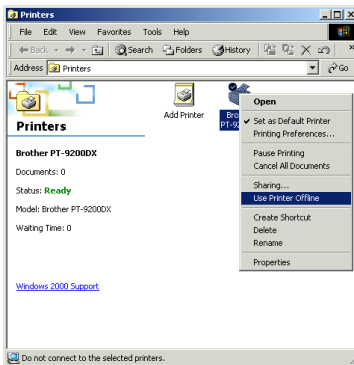 Printers
File Edit View Favorites Tools Help
Back Search Folders History »
Address Printers Go
Printers
Add Printer
Bro
PT-92
Brother PT-9200DX
Documents: 0
Status: Ready
Model: Brother PT-9200DX
Waiting Time: 0
Windows 2000 Support
Open
Set as Default Printer
Printing Preferences...
Pause Printing
Cancel All Documents
Sharing...
Use Printer Offline
Create Shortcut
Delete
Rename
Properties
Do not connect to the selected printers.